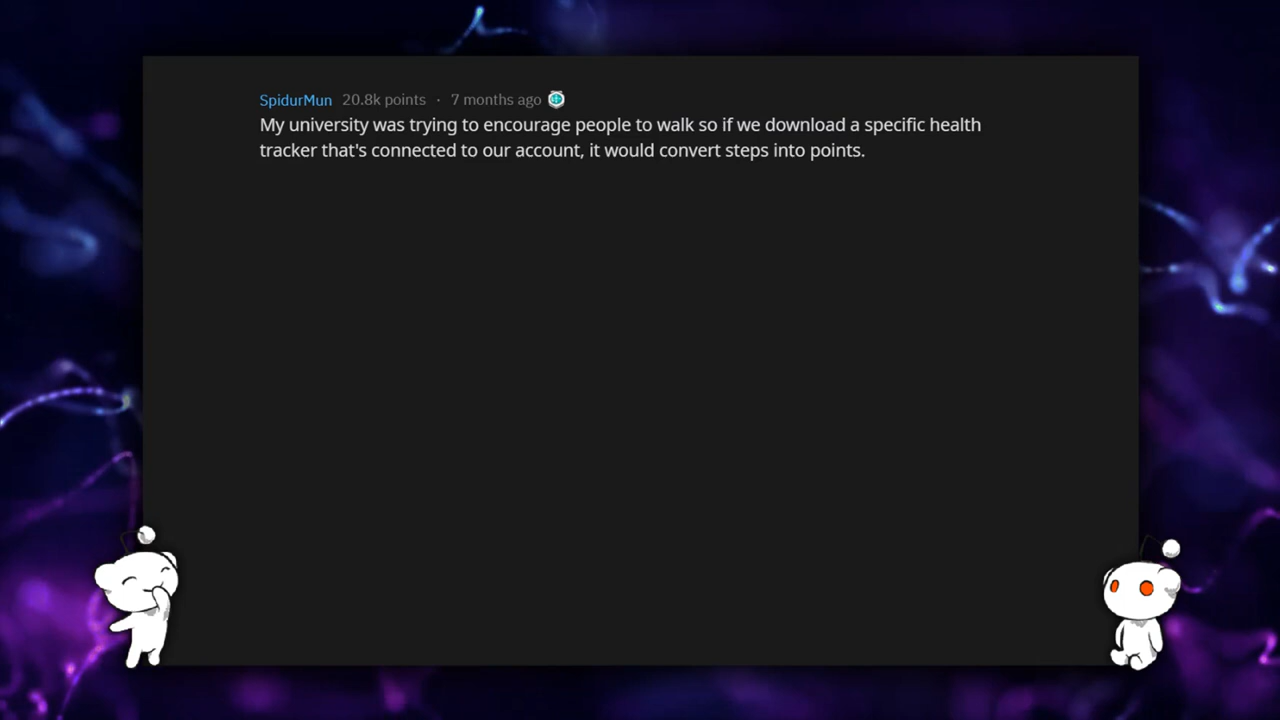 SpidurMun 20.8k points · 7 months ago
My university was trying to encourage people to walk so if we download a specific health
tracker that's connected to our account, it would convert steps into points.